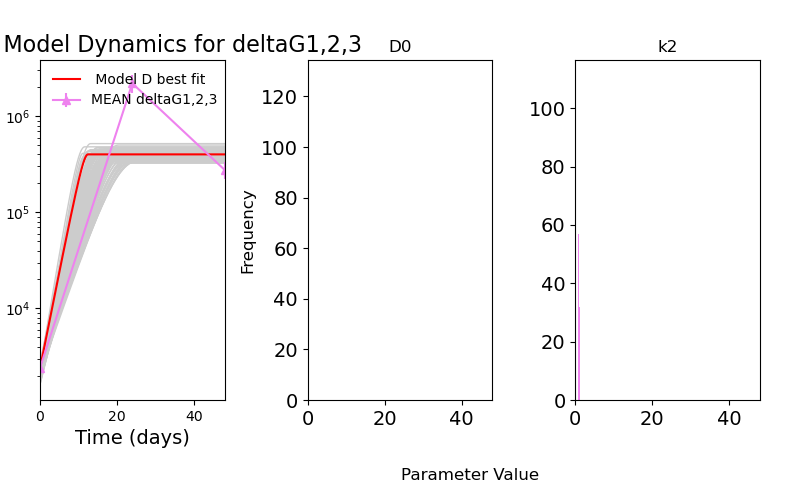 Model Dynamics for deltaG1,2,3
D0
k2
Model D best fit
MEAN deltaG1,2,3
10^6
10^5
10^4
0 20 40
Time (days)
Frequency
120
100
80
60
40
20
0
0 20 40
100
80
60
40
20
0
0 20 40
Parameter Value